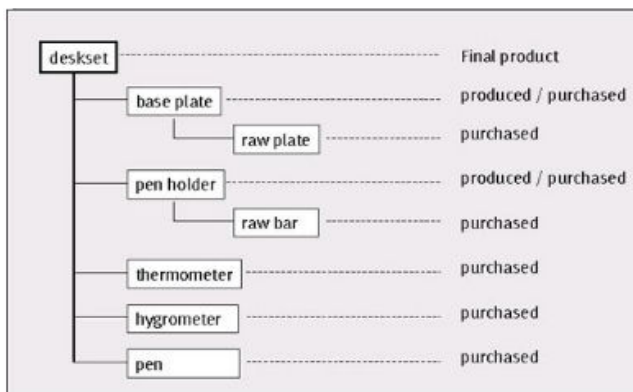 deskset Final product
base plate produced / purchased
raw plate purchased
pen holder produced / purchased
raw bar purchased
thermometer purchased
hygrometer purchased
pen purchased